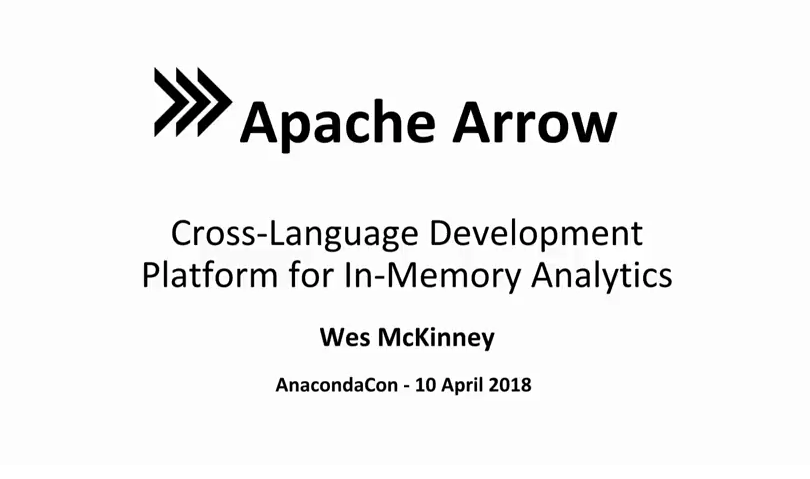 Apache Arrow
Cross-Language Development
Platform for In-Memory Analytics
Wes McKinney
AnacondaCon - 10 April 2018